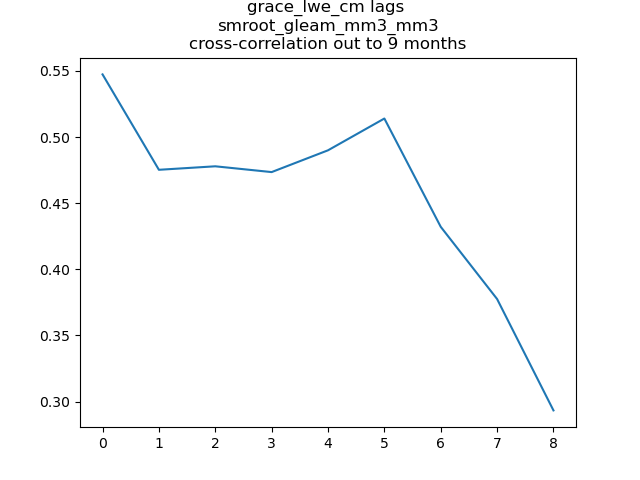 grace_lwe_cm lags
smroot_gleam_mm3_mm3
cross-correlation out to 9 months
0.55
0.50
0.45
0.40
0.35
0.30
0 1 2 3 4 5 6 7 8